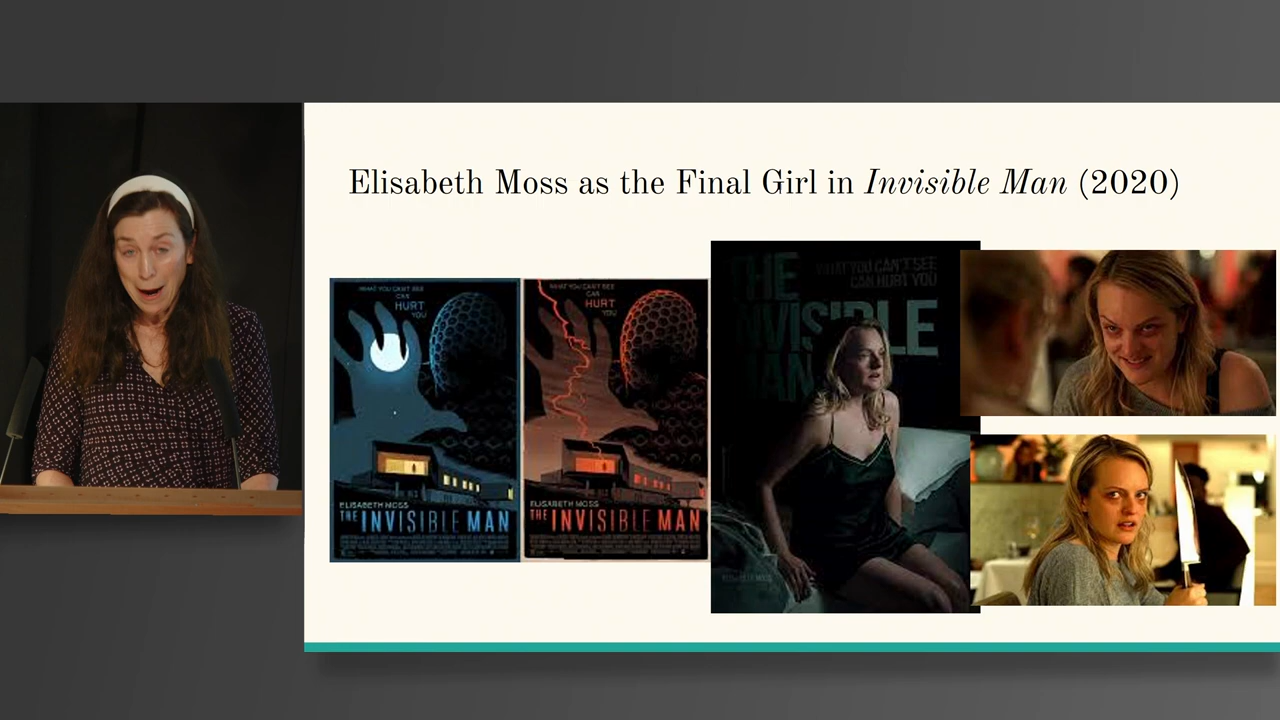 Elisabeth Moss as the Final Girl in Invisible Man (2020)
WHAT YOU CAN'T SEE
CAN
HURT
YOU
ELISABETH MOSS
THE INVISIBLE MAN
WHAT YOU CAN'T SEE
CAN
HURT
YOU
ELISABETH MOSS
THE INVISIBLE MAN
THE
INVISIBLE
MAN
WHAT YOU CAN'T SEE
CAN HURT YOU
ELISABETH MOSS